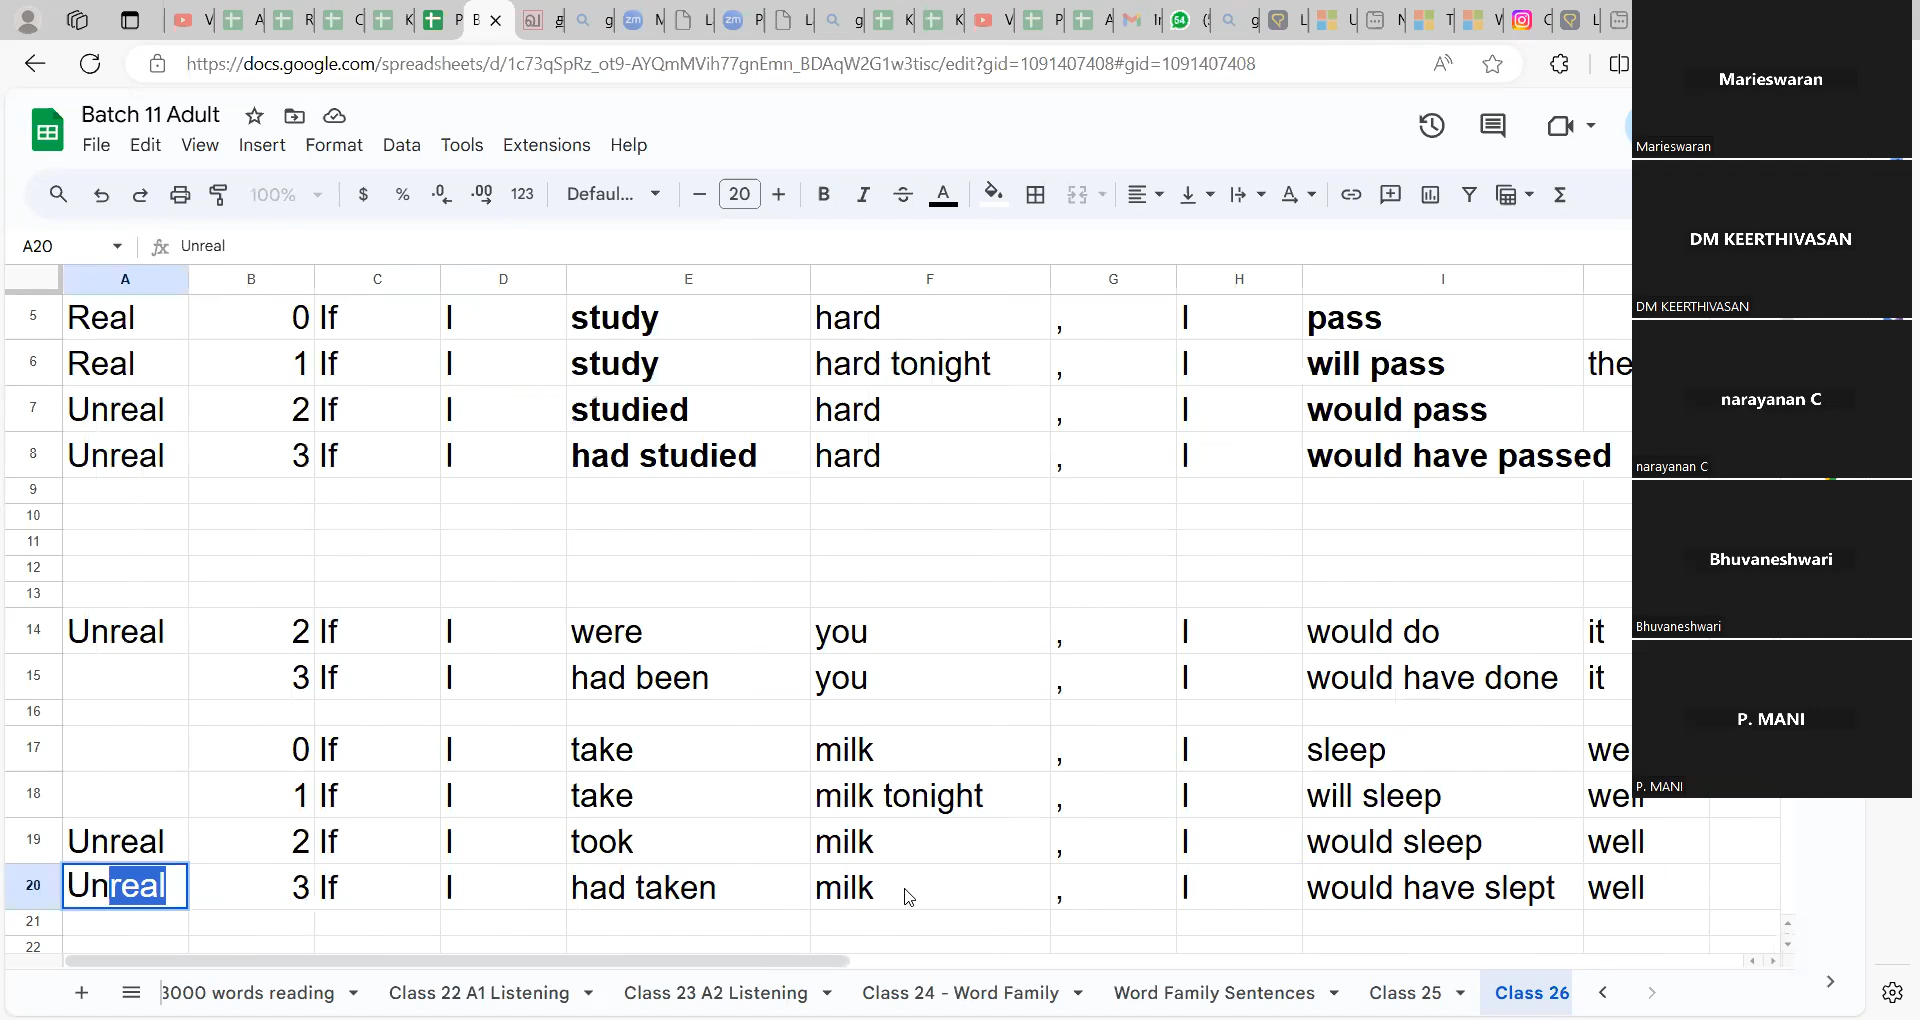 V A R C K P B g g M L P L g K K V P A Ir (5 g L U N T V C L
https://docs.google.com/spreadsheets/d/1c73qSpRz_ot9-AYQmMVih77gnEmn_BDAqW2G1w3tisc/edit?gid=1091407408#gid=1091407408
Batch 11 Adult
File Edit View Insert Format Data Tools Extensions Help
100% $ % .0 .00 123 Defaul... 20 B I A Σ
A20 fx Unreal
A B C D E F G H I
5 Real 0 If I study hard , I pass
6 Real 1 If I study hard tonight , I will pass the
7 Unreal 2 If I studied hard , I would pass
8 Unreal 3 If I had studied hard , I would have passed
9
10
11
12
13
14 Unreal 2 If I were you , I would do it
15 3 If I had been you , I would have done it
16
17 0 If I take milk , I sleep we
18 1 If I take milk tonight , I will sleep well
19 Unreal 2 If I took milk , I would sleep well
20 Unreal 3 If I had taken milk , I would have slept well
21
22
3000 words reading Class 22 A1 Listening Class 23 A2 Listening Class 24 - Word Family Word Family Sentences Class 25 Class 26
Marieswaran
Marieswaran
DM KEERTHIVASAN
DM KEERTHIVASAN
narayanan C
narayanan C
Bhuvaneshwari
Bhuvaneshwari
P. MANI
P. MANI